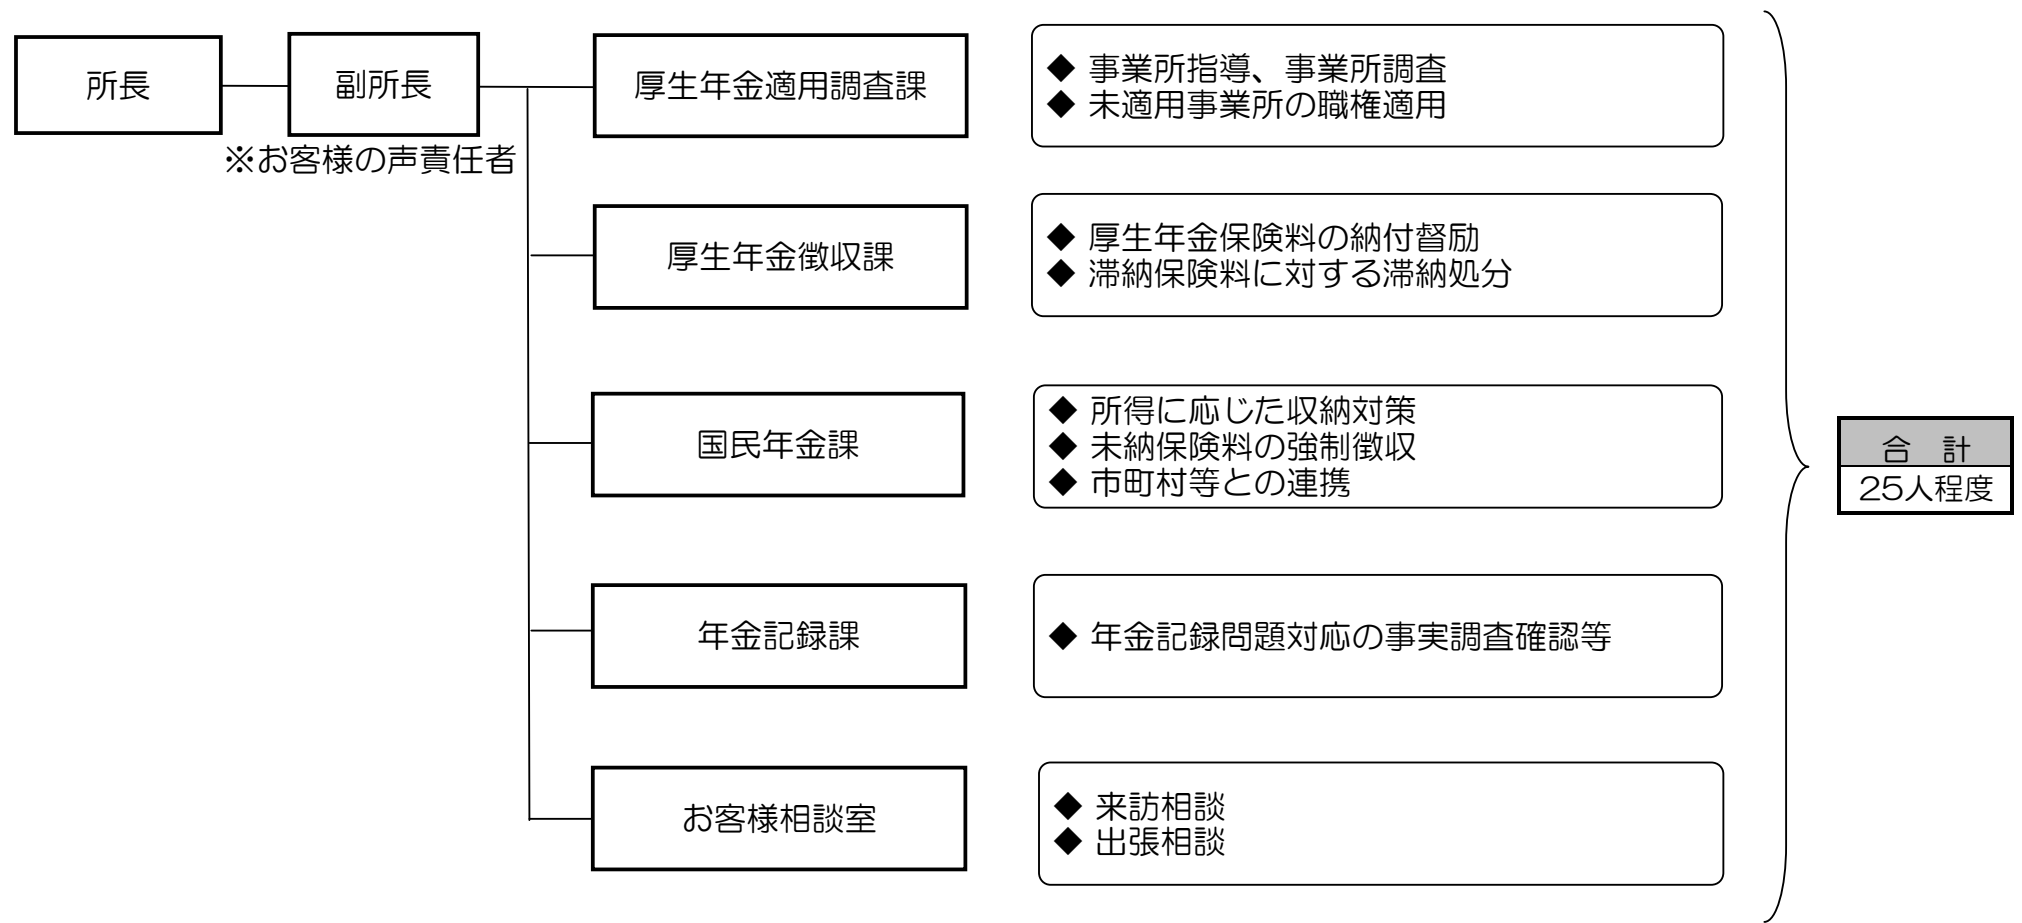 所長
副所長
※お客様の声責任者
厚生年金適用調査課
◆ 事業所指導、事業所調査
◆ 未適用事業所の職権適用
厚生年金徴収課
◆ 厚生年金保険料の納付督励
◆ 滞納保険料に対する滞納処分
国民年金課
◆ 所得に応じた収納対策
◆ 未納保険料の強制徴収
◆ 市町村等との連携
年金記録課
◆ 年金記録問題対応の事実調査確認等
お客様相談室
◆ 来訪相談
◆ 出張相談
合　計
25人程度